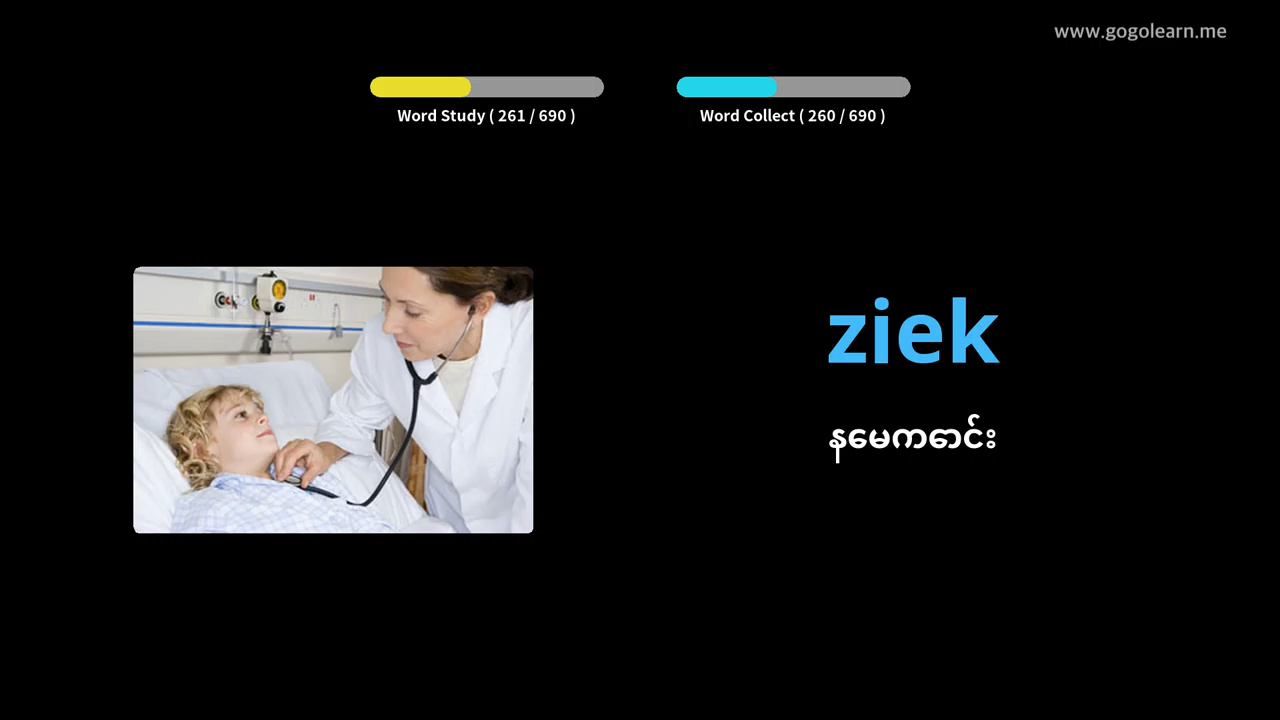 www.gogolearn.me
Word Study ( 261 / 690 )
Word Collect ( 260 / 690 )
ziek
နမေကောင်း